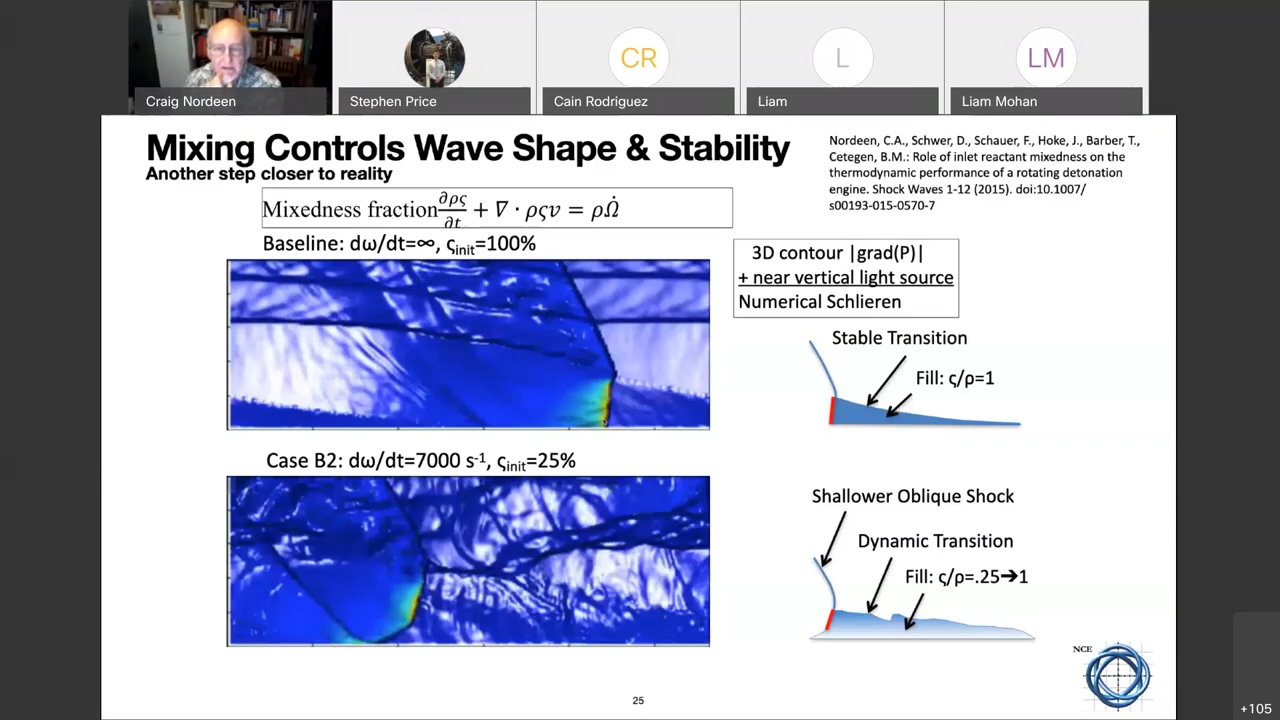 CR
L
LM
Craig Nordeen
Stephen Price
Cain Rodriguez
Liam
Liam Mohan
Mixing Controls Wave Shape & Stability
Another step closer to reality
Nordeen, C.A., Schwer, D., Schauer, F., Hoke, J., Barber, T.,
Cetegen, B.M.: Role of inlet reactant mixedness on the
thermodynamic performance of a rotating detonation
engine. Shock Waves 1-12 (2015). doi:10.1007/
s00193-015-0570-7
Mixedness fraction ∂ρς/∂t + ∇ · ρςv = ρΩ̇
Baseline: dω/dt=∞, ςinit=100%
3D contour |grad(P)|
+ near vertical light source
Numerical Schlieren
Stable Transition
Fill: ς/ρ=1
Case B2: dω/dt=7000 s-1, ςinit=25%
Shallower Oblique Shock
Dynamic Transition
Fill: ς/ρ=.25➔1
NCE
25
+105